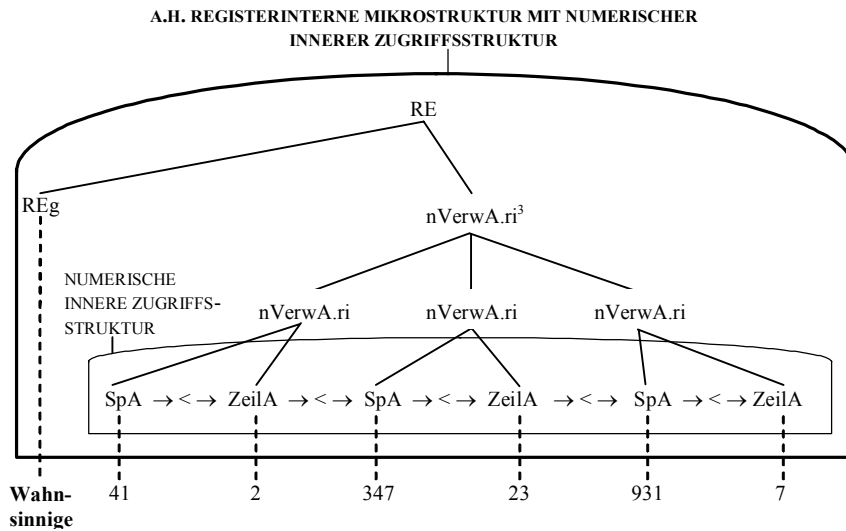 A.H. REGISTERINTERNE MIKROSTRUKTUR MIT NUMERISCHER
INNERER ZUGRIFFSSTRUKTUR
RE
REg
nVerwA.ri³
NUMERISCHE
INNERE ZUGRIFFS-
STRUKTUR
nVerwA.ri nVerwA.ri nVerwA.ri
SpA → < → ZeilA → < → SpA → < → ZeilA → < → SpA → < → ZeilA
Wahn-
sinnige
41 2 347 23 931 7